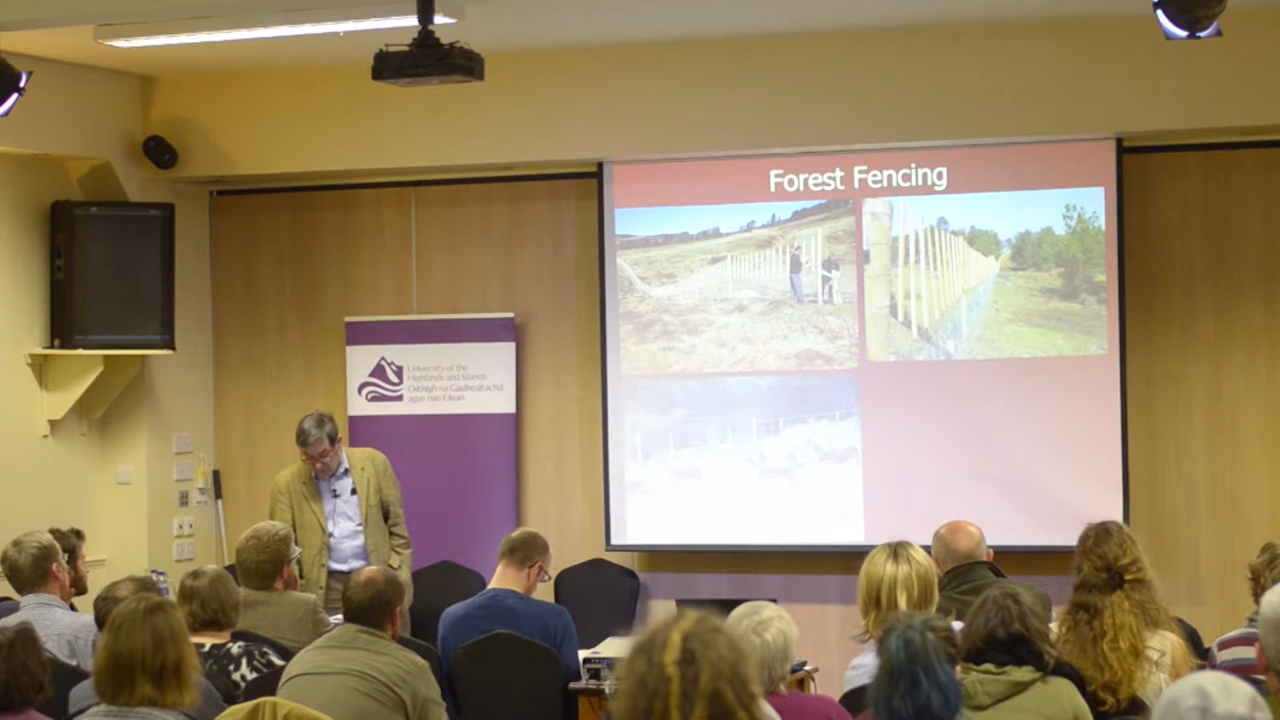 Forest Fencing
University of the
Highlands and Islands
Oilthigh na Gàidhealtachd
agus nan Eilean